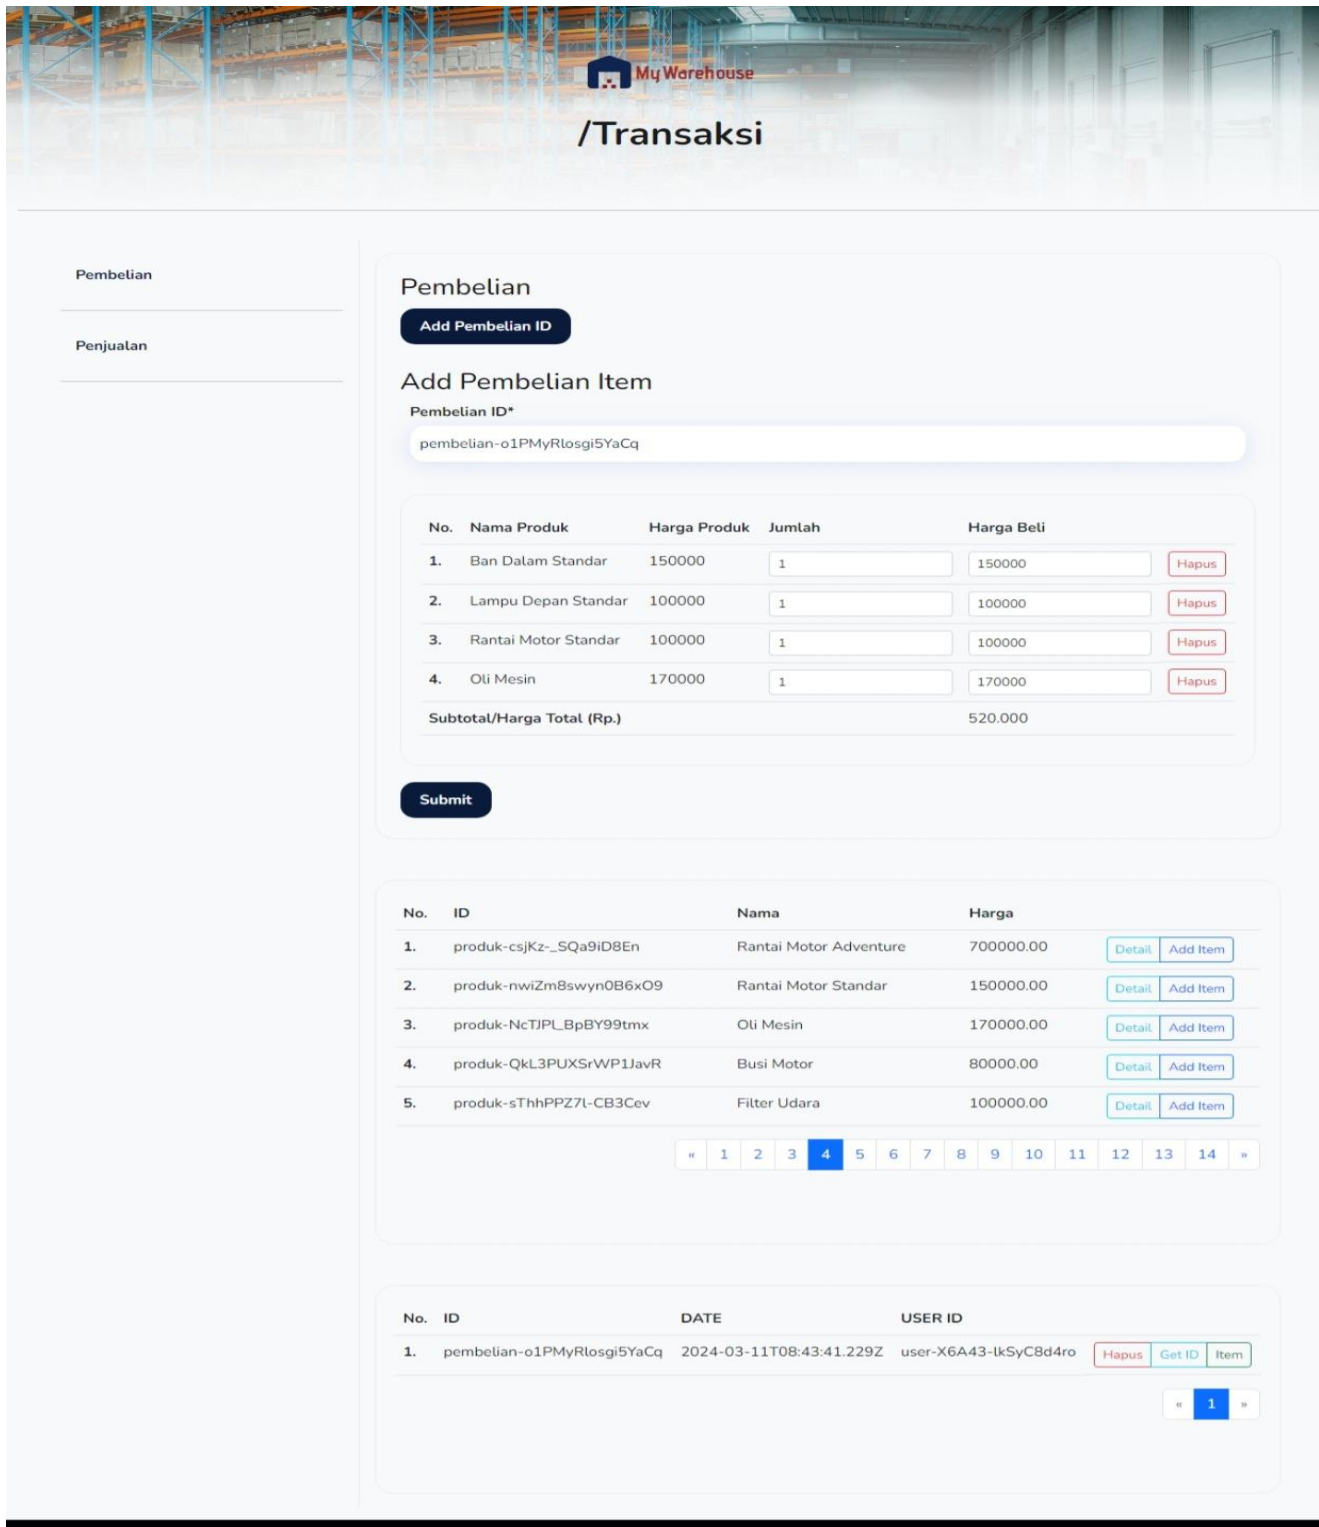 My Warehouse
/Transaksi
Pembelian
Penjualan
Pembelian
Add Pembelian ID
Add Pembelian Item
Pembelian ID*
pembelian-o1PMyRlosgi5YaCq
No. Nama Produk Harga Produk Jumlah Harga Beli
1. Ban Dalam Standar 150000 1 150000 Hapus
2. Lampu Depan Standar 100000 1 100000 Hapus
3. Rantai Motor Standar 100000 1 100000 Hapus
4. Oli Mesin 170000 1 170000 Hapus
Subtotal/Harga Total (Rp.) 520.000
Submit
No. ID Nama Harga
1. produk-csjKz-_SQa9iD8En Rantai Motor Adventure 700000.00 Detail Add Item
2. produk-nwiZm8swyn0B6xO9 Rantai Motor Standar 150000.00 Detail Add Item
3. produk-NcTJPl_BpBY99tmx Oli Mesin 170000.00 Detail Add Item
4. produk-QkL3PUXSrWP1JavR Busi Motor 80000.00 Detail Add Item
5. produk-sThhPPZ7l-CB3Cev Filter Udara 100000.00 Detail Add Item
« 1 2 3 4 5 6 7 8 9 10 11 12 13 14 »
No. ID DATE USER ID
1. pembelian-o1PMyRlosgi5YaCq 2024-03-11T08:43:41.229Z user-X6A43-lkSyC8d4ro Hapus Get ID Item
« 1 »